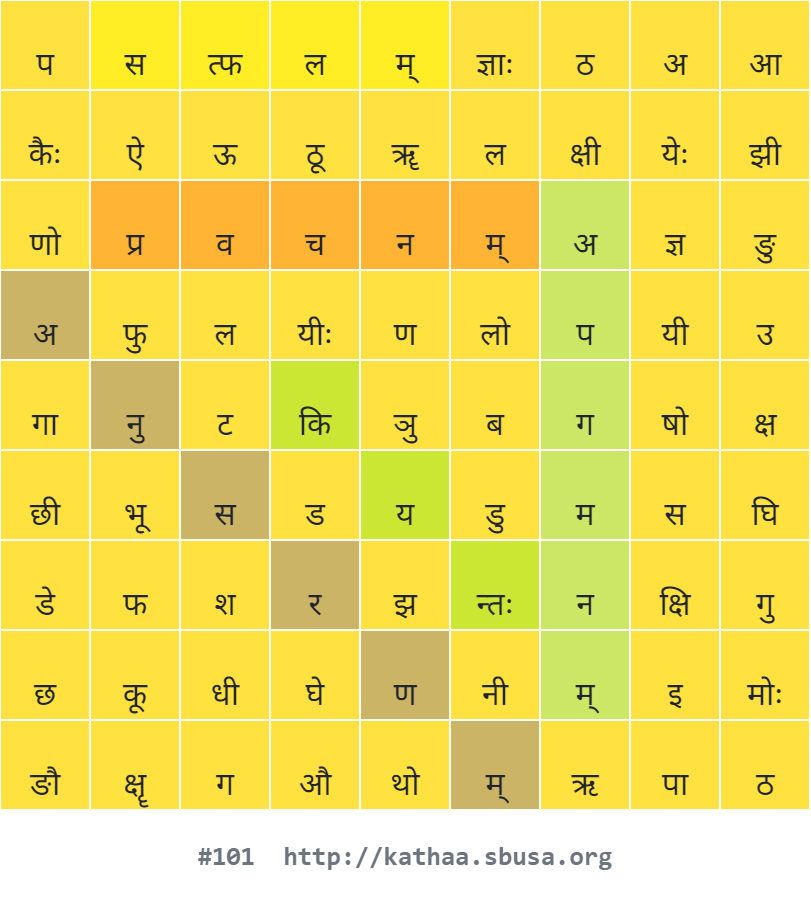 प स त्फ ल म् ज्ञाः ठ अ आ
कैः ऐ ऊ ठू ॠ ल क्षी येः झी
णो प्र व च न म् अ ज्ञ ङु
अ फु ल यीः ण लो प यी उ
गा नु ट कि ञु ब ग षो क्ष
छी भू स ड य डु म स घि
डे फ श र झ न्तः न क्षि गु
छ कू धी घे ण नी म् इ मोः
ङौ क्षॄ ग औ थो म् ऋ पा ठ
#101 http://kathaa.sbusa.org